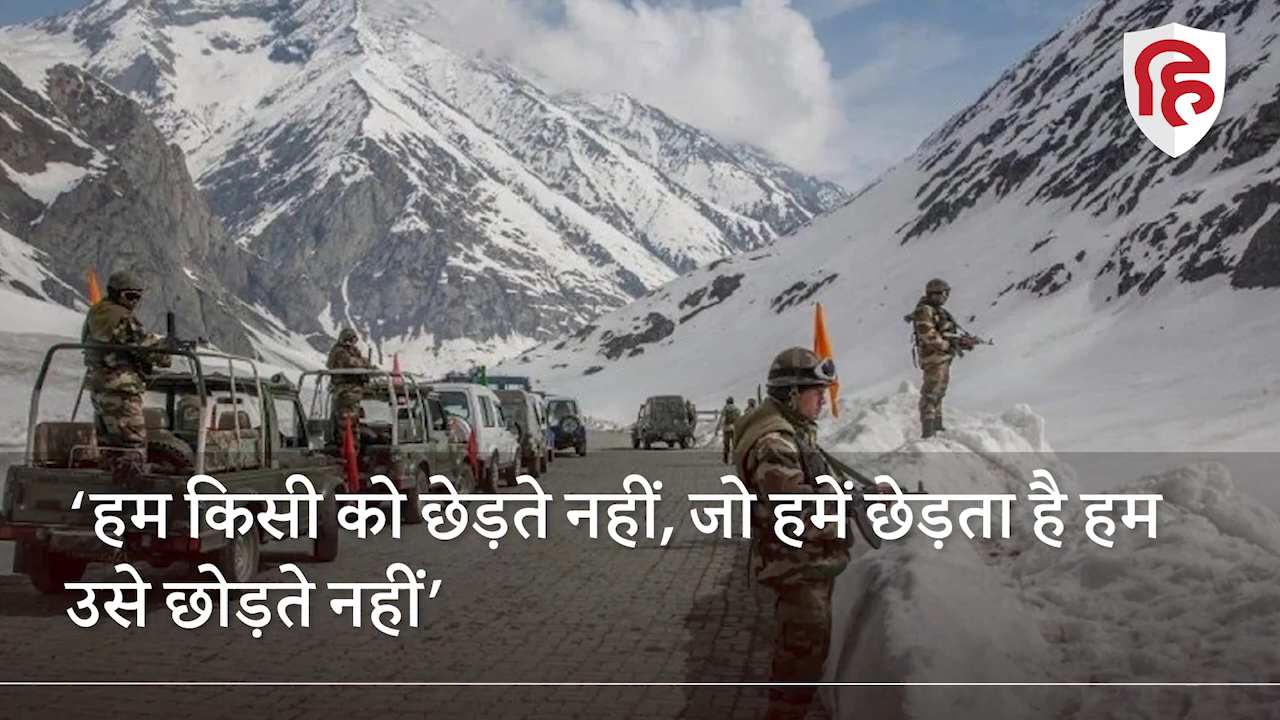 हि
‘हम किसी को छेड़ते नहीं, जो हमें छेड़ता है हम
उसे छोड़ते नहीं’